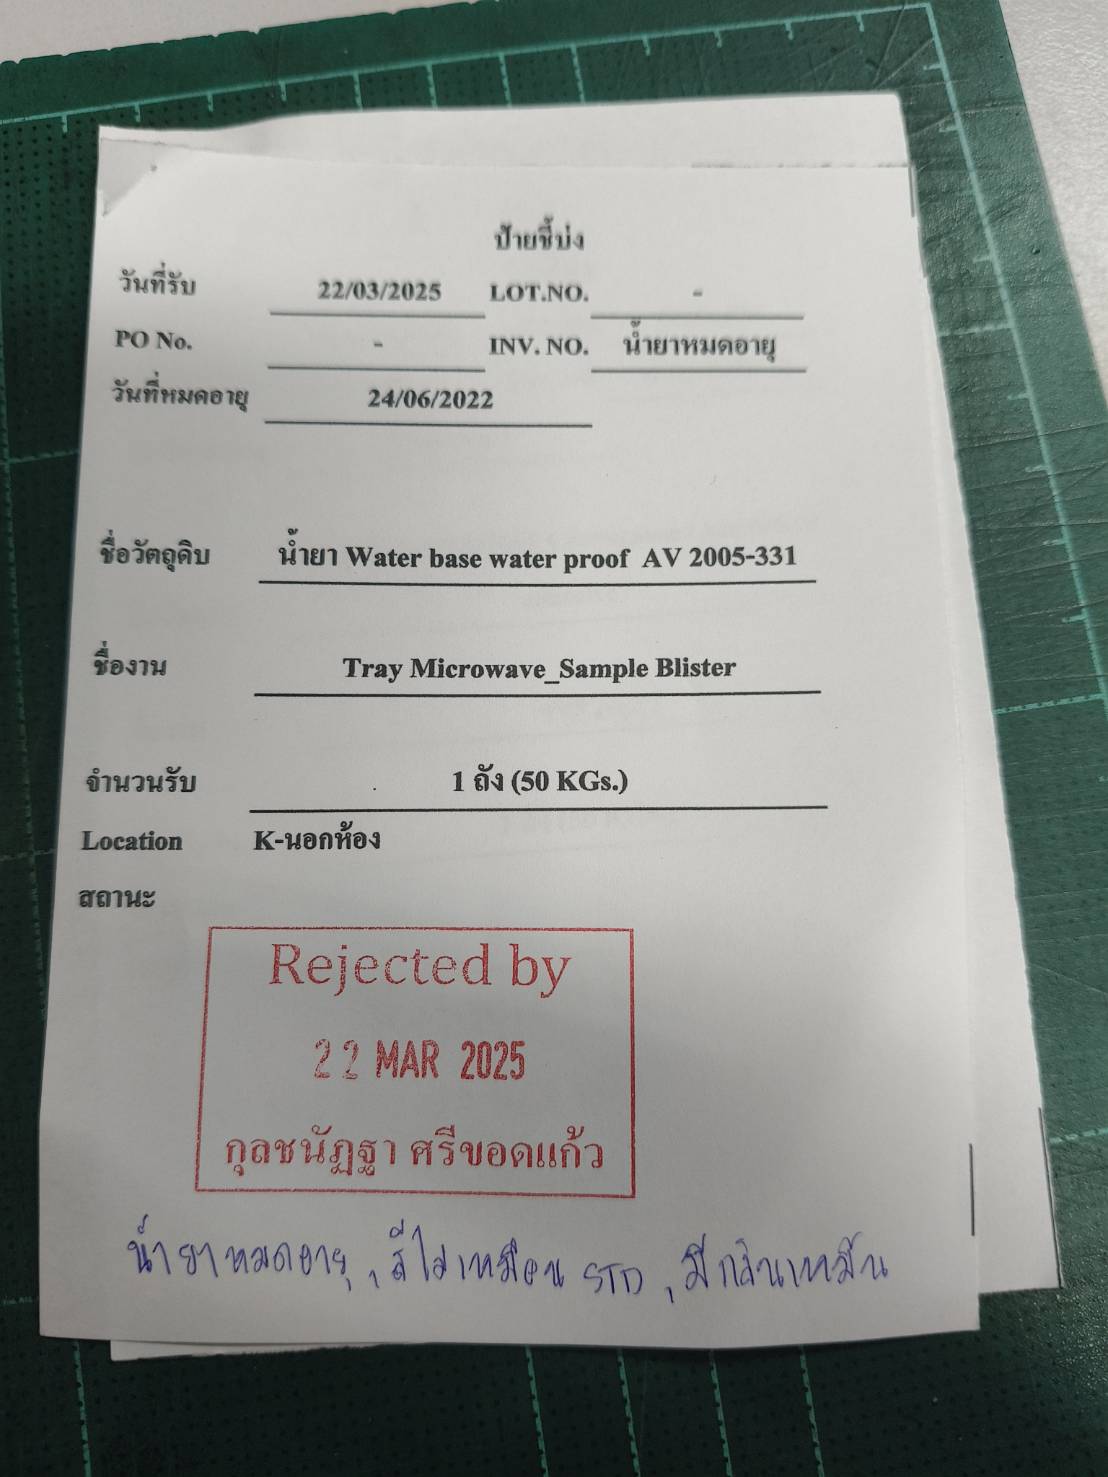 ป้ายชี้บ่ง
วันที่รับ 22/03/2025 LOT.NO. -
PO No. - INV. NO. น้ำยาหมดอายุ
วันที่หมดอายุ 24/06/2022
ชื่อวัตถุดิบ น้ำยา Water base water proof AV 2005-331
ชื่องาน Tray Microwave_Sample Blister
จำนวนรับ 1 ถัง (50 KGs.)
Location K-นอกห้อง
สถานะ
Rejected by
22 MAR 2025
กุลชนัฏฐา ศรีขอดแก้ว
น้ำยาหมดอายุ, สีไม่เหมือน STD, มีกลิ่นเหม็น